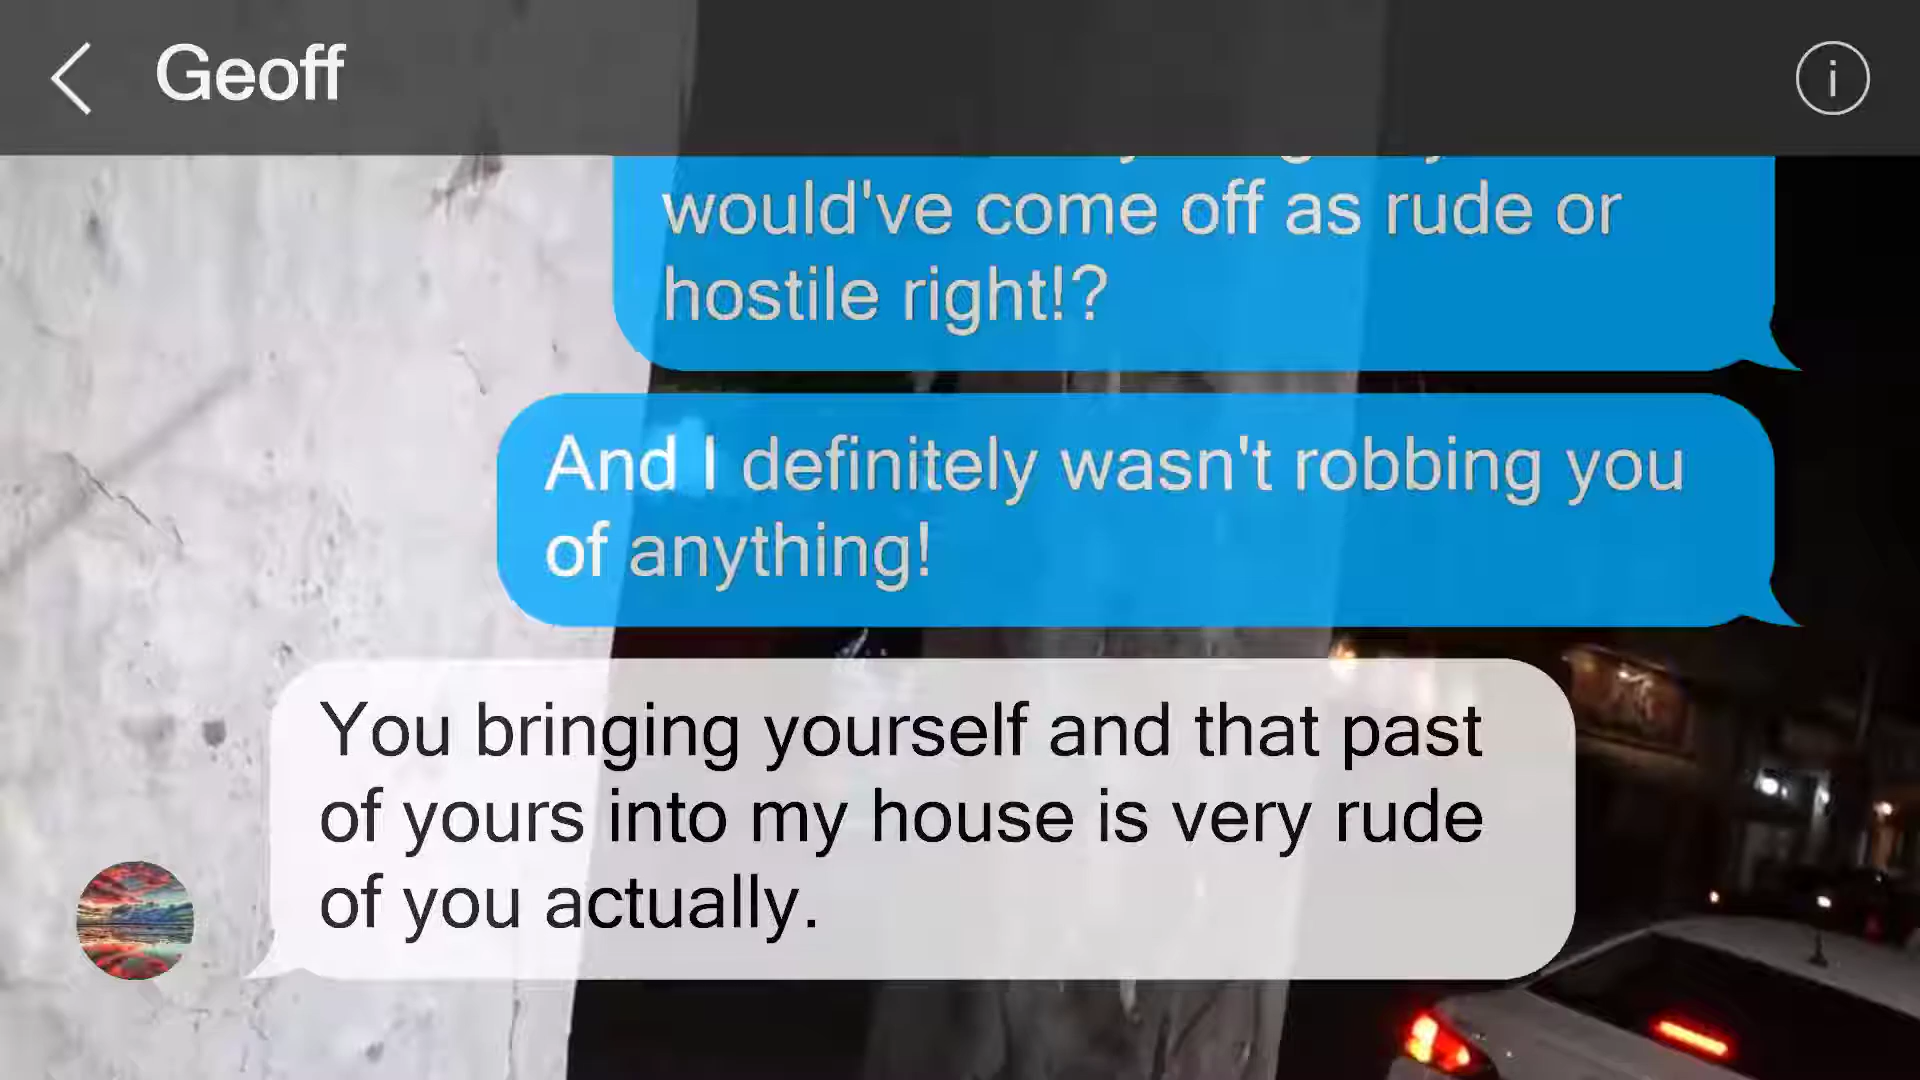 Geoff
would've come off as rude or
hostile right!?
And I definitely wasn't robbing you
of anything!
You bringing yourself and that past
of yours into my house is very rude
of you actually.